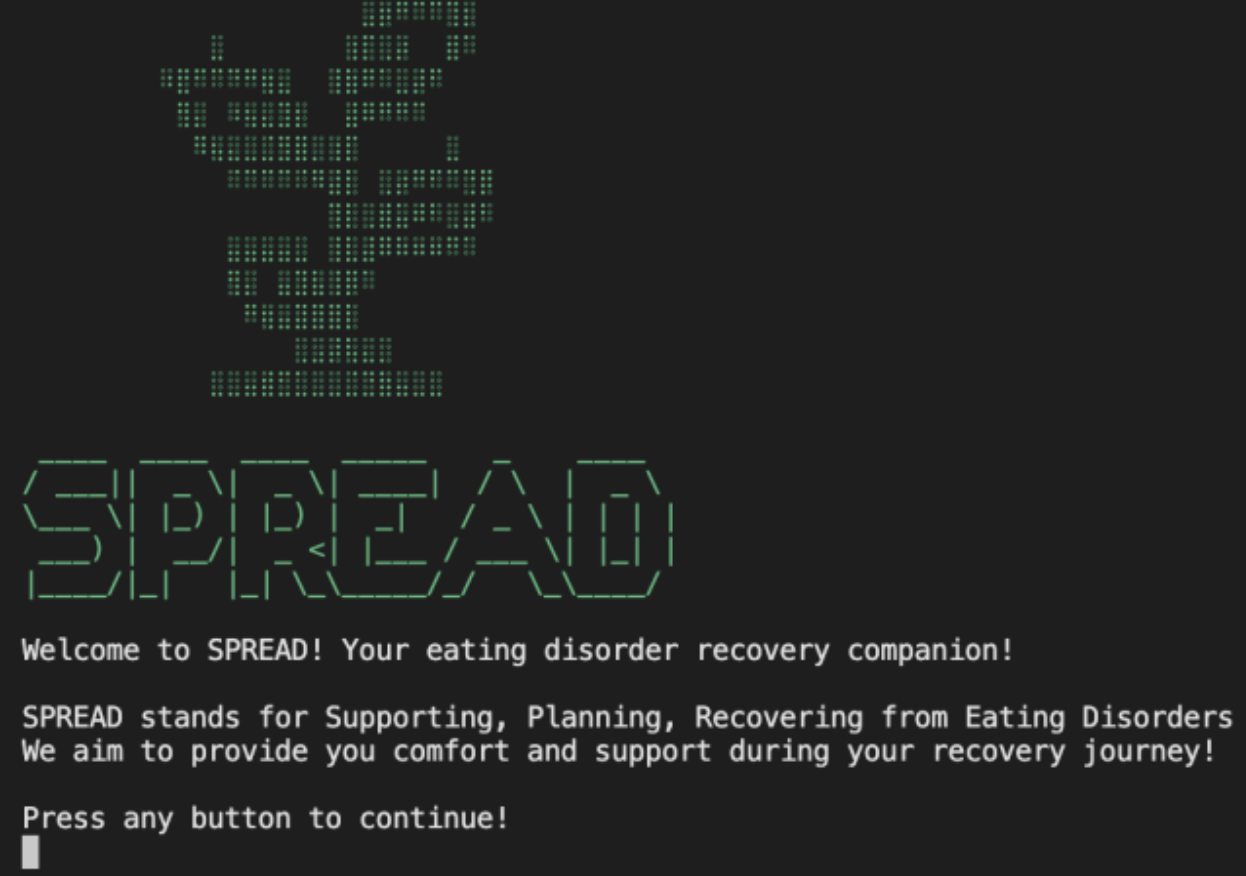 SPREAD
Welcome to SPREAD! Your eating disorder recovery companion!
SPREAD stands for Supporting, Planning, Recovering from Eating Disorders
We aim to provide you comfort and support during your recovery journey!
Press any button to continue!